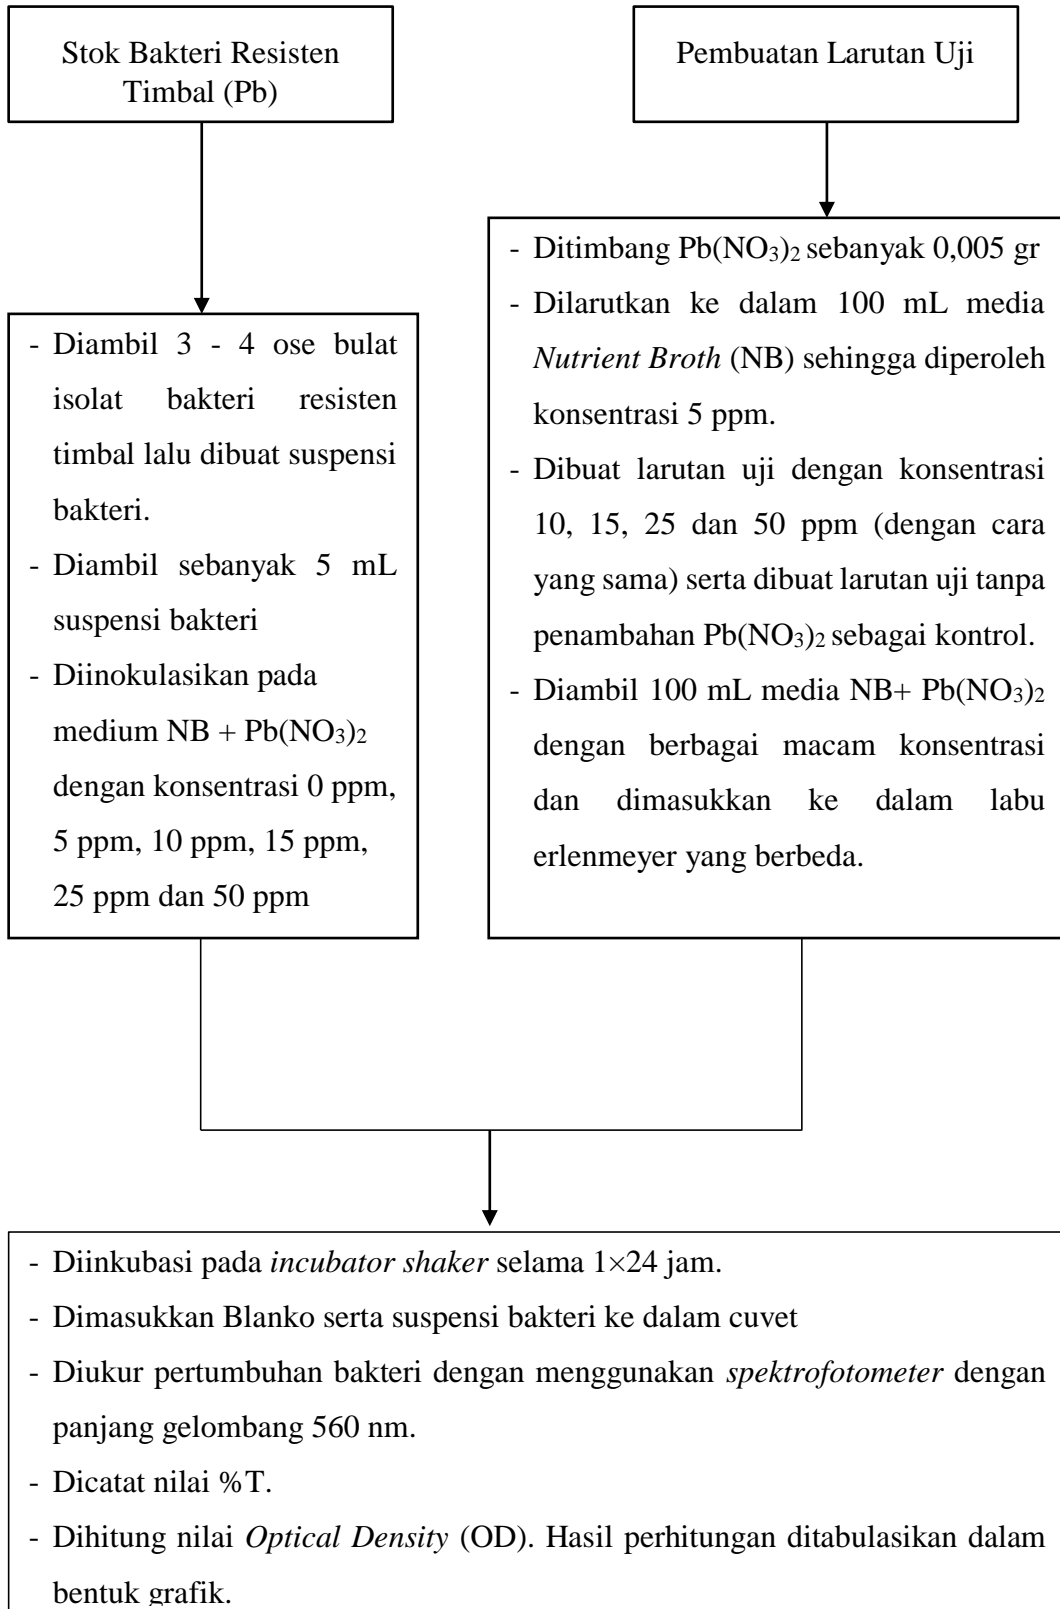 Stok Bakteri Resisten
Timbal (Pb)
Pembuatan Larutan Uji
- Diambil 3 - 4 ose bulat
isolat bakteri resisten
timbal lalu dibuat suspensi
bakteri.
- Diambil sebanyak 5 mL
suspensi bakteri
- Diinokulasikan pada
medium NB + Pb(NO₃)₂
dengan konsentrasi 0 ppm,
5 ppm, 10 ppm, 15 ppm,
25 ppm dan 50 ppm
- Ditimbang Pb(NO₃)₂ sebanyak 0,005 gr
- Dilarutkan ke dalam 100 mL media
Nutrient Broth (NB) sehingga diperoleh
konsentrasi 5 ppm.
- Dibuat larutan uji dengan konsentrasi
10, 15, 25 dan 50 ppm (dengan cara
yang sama) serta dibuat larutan uji tanpa
penambahan Pb(NO₃)₂ sebagai kontrol.
- Diambil 100 mL media NB+ Pb(NO₃)₂
dengan berbagai macam konsentrasi
dan dimasukkan ke dalam labu
erlenmeyer yang berbeda.
- Diinkubasi pada incubator shaker selama 1×24 jam.
- Dimasukkan Blanko serta suspensi bakteri ke dalam cuvet
- Diukur pertumbuhan bakteri dengan menggunakan spektrofotometer dengan
panjang gelombang 560 nm.
- Dicatat nilai %T.
- Dihitung nilai Optical Density (OD). Hasil perhitungan ditabulasikan dalam
bentuk grafik.